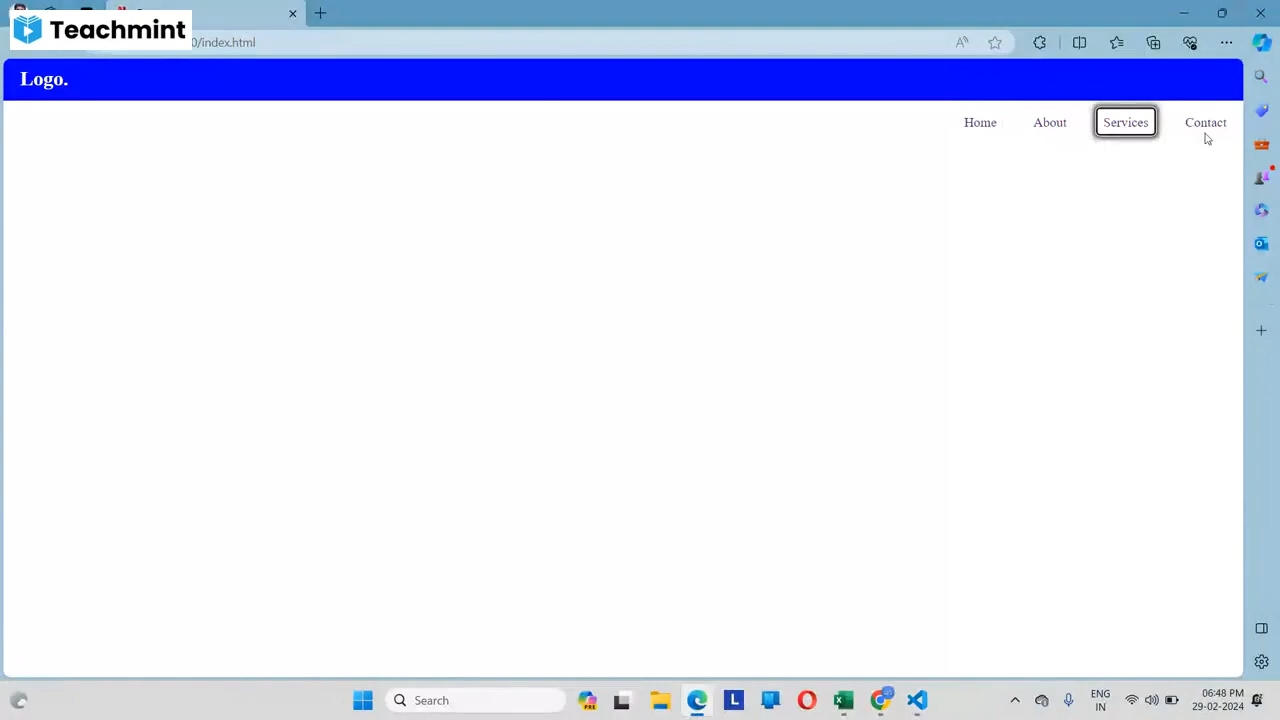 Teachmint
0/index.html
Logo.
Home About Services Contact
Search
ENG
IN
06:48 PM
29-02-2024